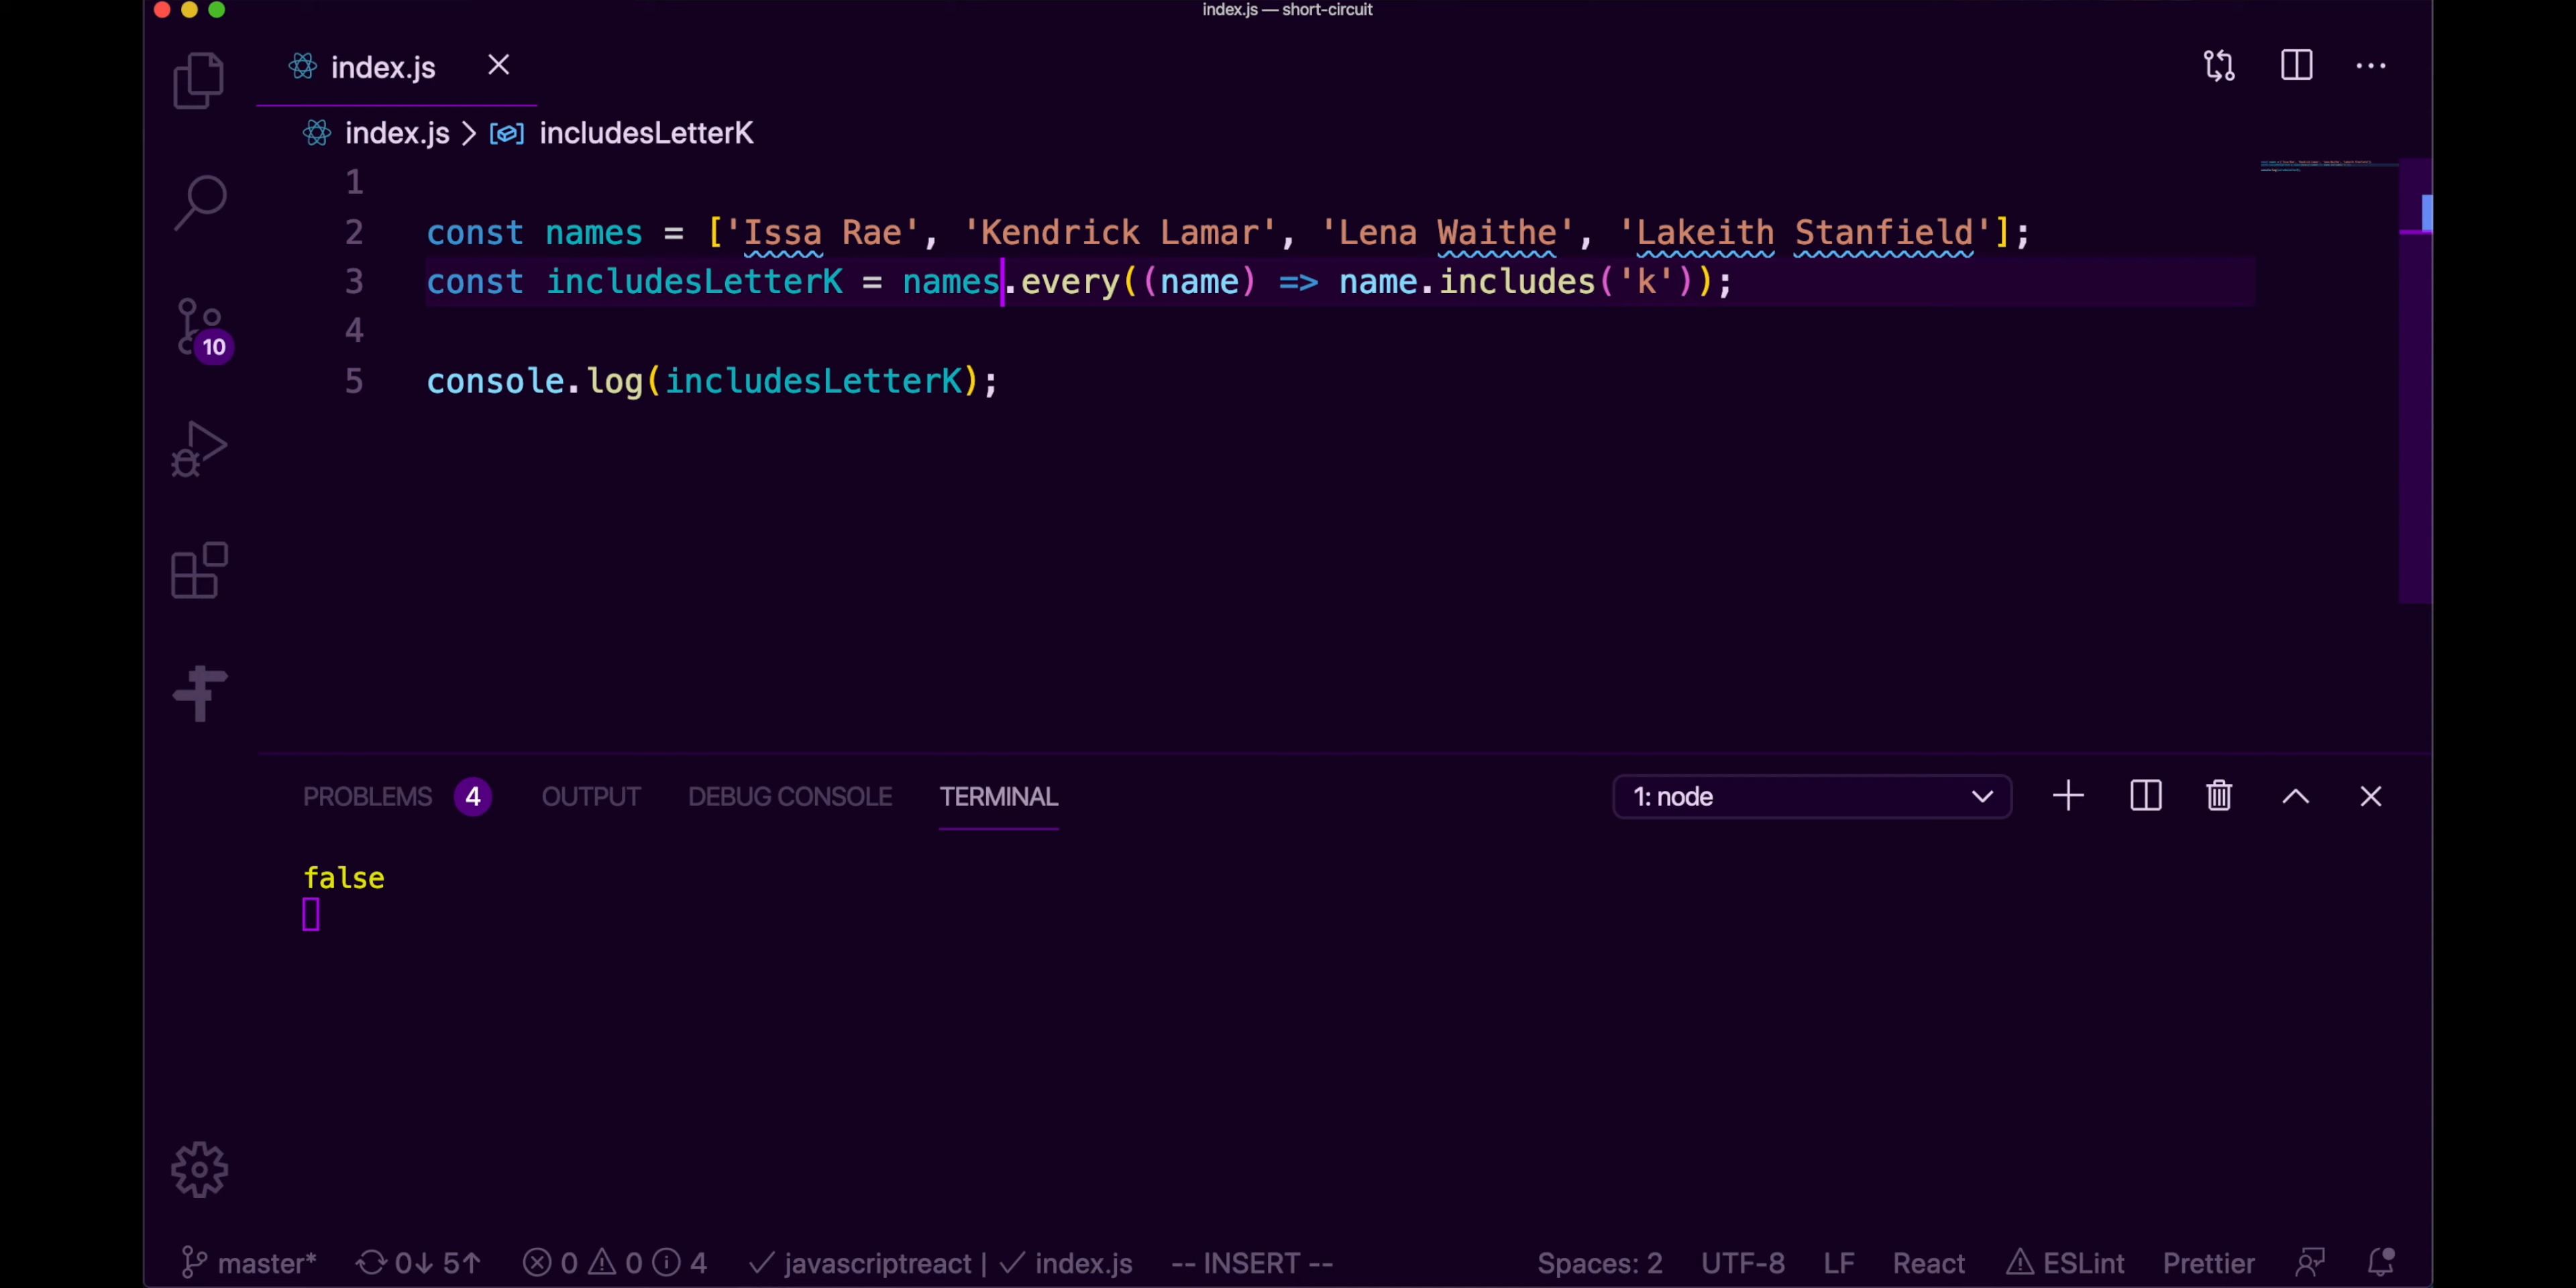 index.js — short-circuit
index.js
index.js > includesLetterK
1
2 const names = ['Issa Rae', 'Kendrick Lamar', 'Lena Waithe', 'Lakeith Stanfield'];
3 const includesLetterK = names.every((name) => name.includes('k'));
4
5 console.log(includesLetterK);
10
PROBLEMS 4 OUTPUT DEBUG CONSOLE TERMINAL 1: node
false
master* 0↓ 5↑ 0 0 4 javascriptreact | index.js -- INSERT -- Spaces: 2 UTF-8 LF React ESLint Prettier